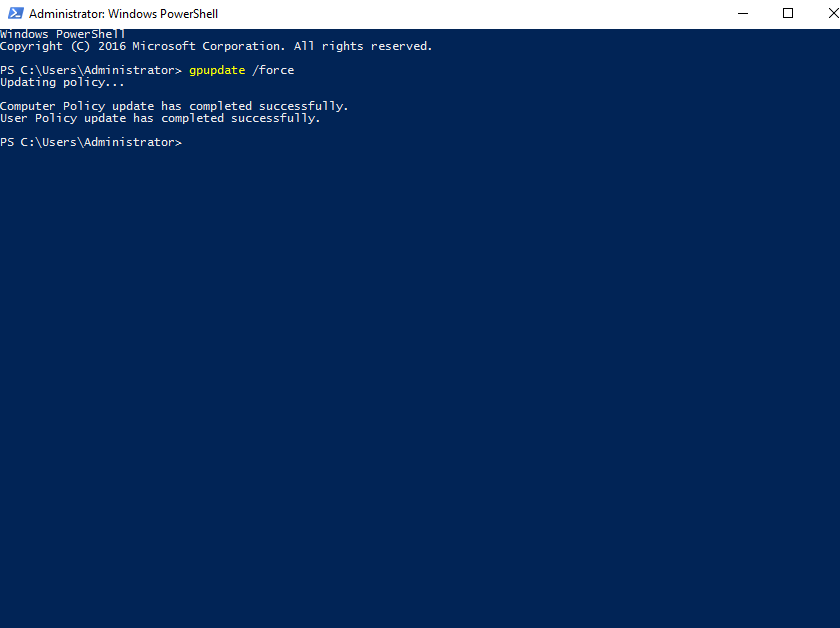 Administrator: Windows PowerShell
Windows PowerShell
Copyright (C) 2016 Microsoft Corporation. All rights reserved.
PS C:\Users\Administrator> gpupdate /force
Updating policy...
Computer Policy update has completed successfully.
User Policy update has completed successfully.
PS C:\Users\Administrator>